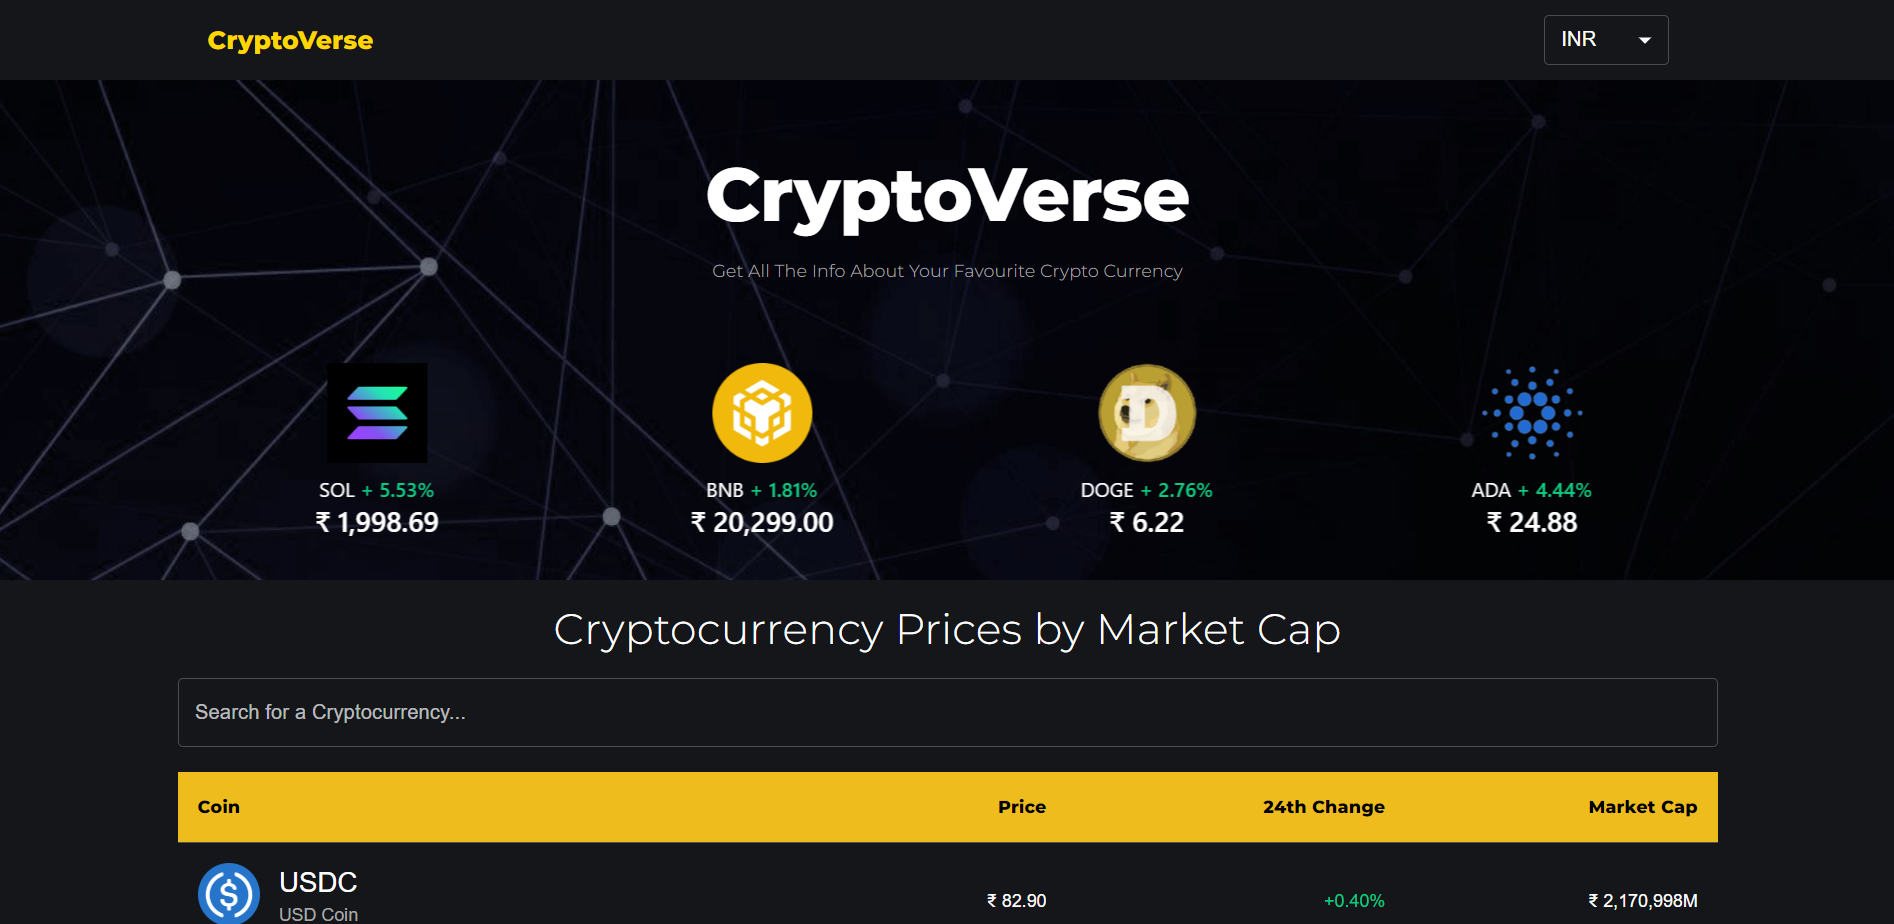 CryptoVerse
INR
CryptoVerse
Get All The Info About Your Favourite Crypto Currency
SOL + 5.53%
₹ 1,998.69
BNB + 1.81%
₹ 20,299.00
DOGE + 2.76%
₹ 6.22
ADA + 4.44%
₹ 24.88
Cryptocurrency Prices by Market Cap
Search for a Cryptocurrency...
Coin Price 24th Change Market Cap
USDC
₹ 82.90 +0.40% ₹ 2,170,998M
USD Coin